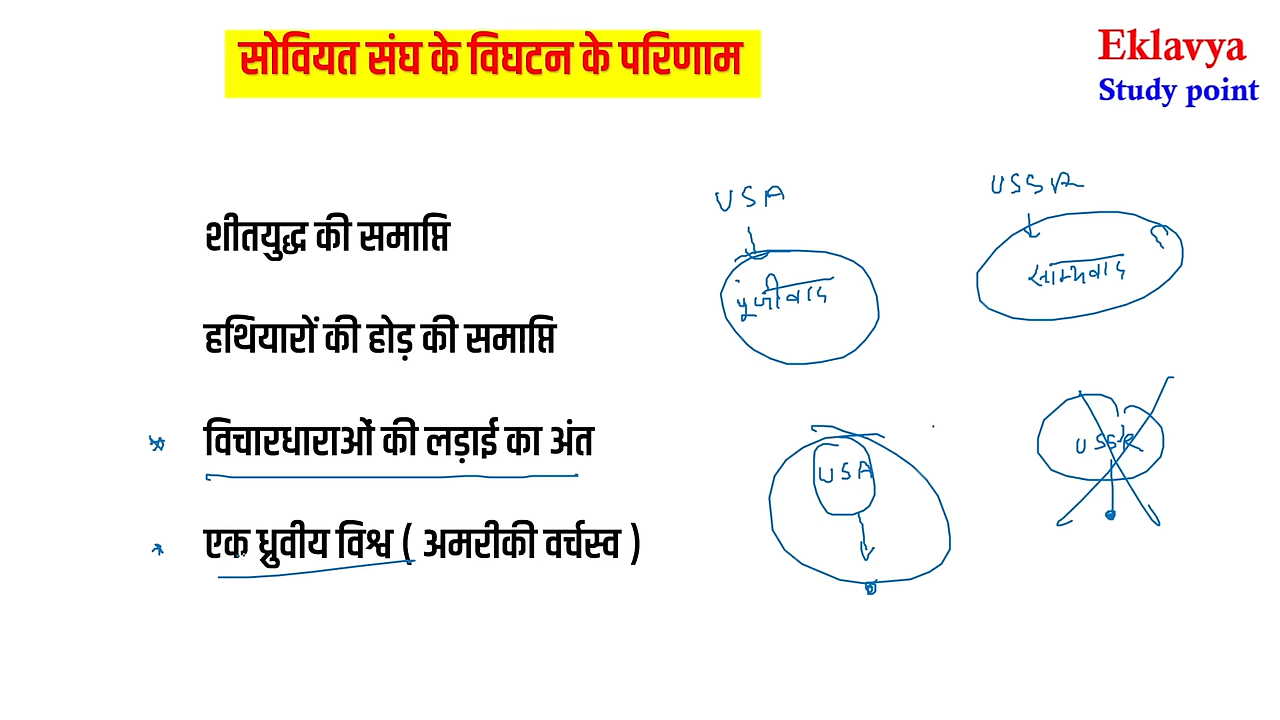 सोवियत संघ के विघटन के परिणाम
Eklavya
Study point
शीतयुद्ध की समाप्ति
हथियारों की होड़ की समाप्ति
विचारधाराओं की लड़ाई का अंत
एक ध्रुवीय विश्व ( अमरीकी वर्चस्व )
USA
USSR
पूंजीवाद
साम्यवाद
USA
USSR